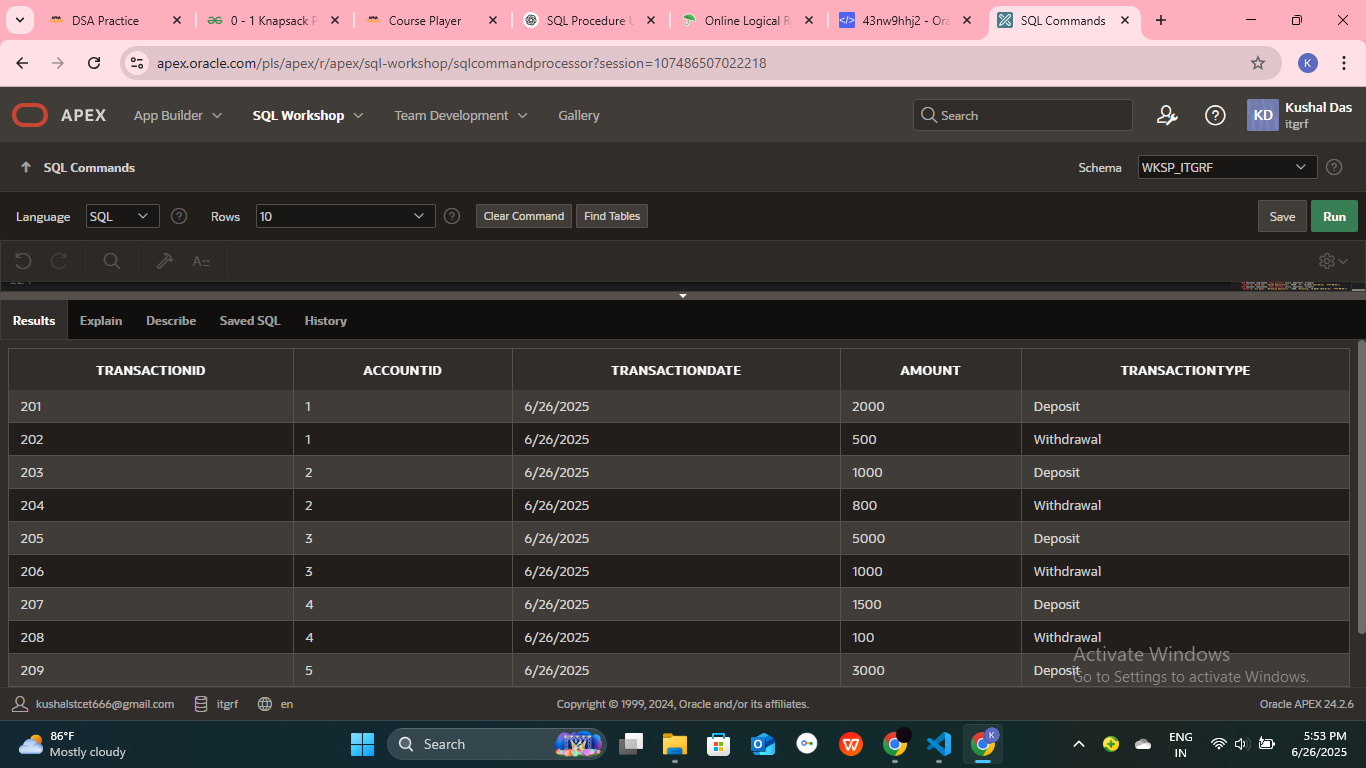 DSA Practice
0 - 1 Knapsack P
Course Player
SQL Procedure U
Online Logical R
43nw9hhj2 - Ora
SQL Commands
apex.oracle.com/pls/apex/r/apex/sql-workshop/sqlcommandprocessor?session=107486507022218
K
APEX
App Builder
SQL Workshop
Team Development
Gallery
Search
KD
Kushal Das
itgrf
SQL Commands
Schema
WKSP_ITGRF
Language
SQL
Rows
10
Clear Command
Find Tables
Save
Run
Results
Explain
Describe
Saved SQL
History
TRANSACTIONID ACCOUNTID TRANSACTIONDATE AMOUNT TRANSACTIONTYPE
201 1 6/26/2025 2000 Deposit
202 1 6/26/2025 500 Withdrawal
203 2 6/26/2025 1000 Deposit
204 2 6/26/2025 800 Withdrawal
205 3 6/26/2025 5000 Deposit
206 3 6/26/2025 1000 Withdrawal
207 4 6/26/2025 1500 Deposit
208 4 6/26/2025 100 Withdrawal
209 5 6/26/2025 3000 Deposit
Activate Windows
Go to Settings to activate Windows.
kushalstcet666@gmail.com
itgrf
en
Copyright © 1999, 2024, Oracle and/or its affiliates.
Oracle APEX 24.2.6
86°F
Mostly cloudy
Search
ENG
IN
5:53 PM
6/26/2025